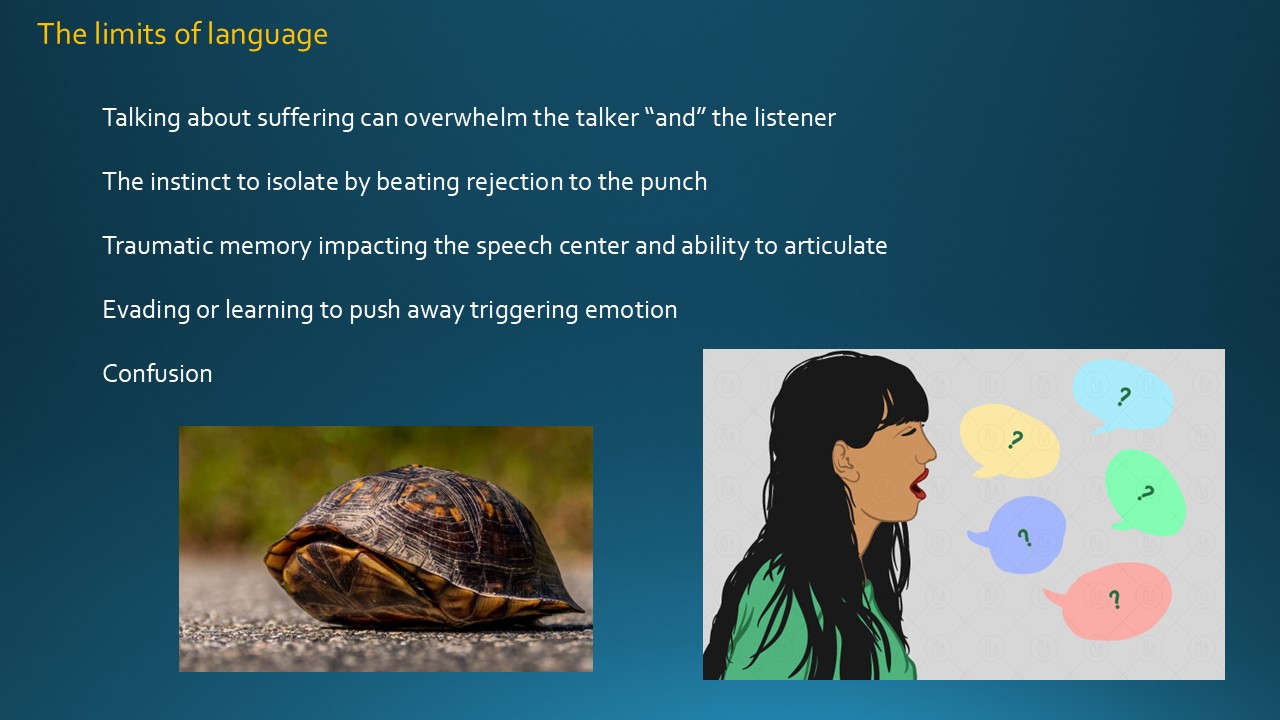 The limits of language
Talking about suffering can overwhelm the talker “and” the listener
The instinct to isolate by beating rejection to the punch
Traumatic memory impacting the speech center and ability to articulate
Evading or learning to push away triggering emotion
Confusion
?
?
?
?
?